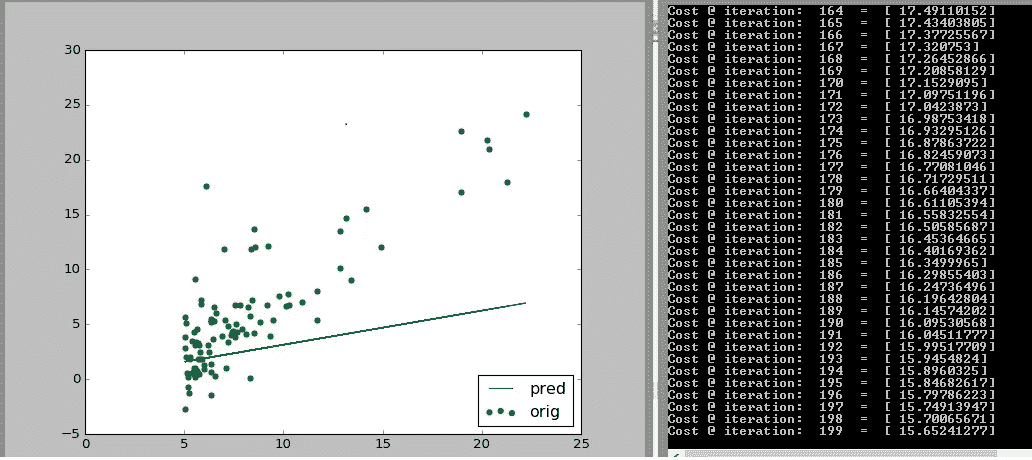 30
25
20
15
10
5
0
−5
0 5 10 15 20 25
pred
orig
Cost @ iteration: 164 = [ 17.49110152]
Cost @ iteration: 165 = [ 17.43403805]
Cost @ iteration: 166 = [ 17.37725567]
Cost @ iteration: 167 = [ 17.320753]
Cost @ iteration: 168 = [ 17.26452866]
Cost @ iteration: 169 = [ 17.20858129]
Cost @ iteration: 170 = [ 17.1529095]
Cost @ iteration: 171 = [ 17.09751196]
Cost @ iteration: 172 = [ 17.0423873]
Cost @ iteration: 173 = [ 16.98753418]
Cost @ iteration: 174 = [ 16.93295126]
Cost @ iteration: 175 = [ 16.87863722]
Cost @ iteration: 176 = [ 16.82459073]
Cost @ iteration: 177 = [ 16.77081046]
Cost @ iteration: 178 = [ 16.71729511]
Cost @ iteration: 179 = [ 16.66404337]
Cost @ iteration: 180 = [ 16.61105394]
Cost @ iteration: 181 = [ 16.55832554]
Cost @ iteration: 182 = [ 16.50585687]
Cost @ iteration: 183 = [ 16.45364665]
Cost @ iteration: 184 = [ 16.40169362]
Cost @ iteration: 185 = [ 16.3499965]
Cost @ iteration: 186 = [ 16.29855403]
Cost @ iteration: 187 = [ 16.24736496]
Cost @ iteration: 188 = [ 16.19642804]
Cost @ iteration: 189 = [ 16.14574202]
Cost @ iteration: 190 = [ 16.09530568]
Cost @ iteration: 191 = [ 16.04511777]
Cost @ iteration: 192 = [ 15.99517709]
Cost @ iteration: 193 = [ 15.9454824]
Cost @ iteration: 194 = [ 15.8960325]
Cost @ iteration: 195 = [ 15.84682617]
Cost @ iteration: 196 = [ 15.79786223]
Cost @ iteration: 197 = [ 15.74913947]
Cost @ iteration: 198 = [ 15.70065671]
Cost @ iteration: 199 = [ 15.65241277]